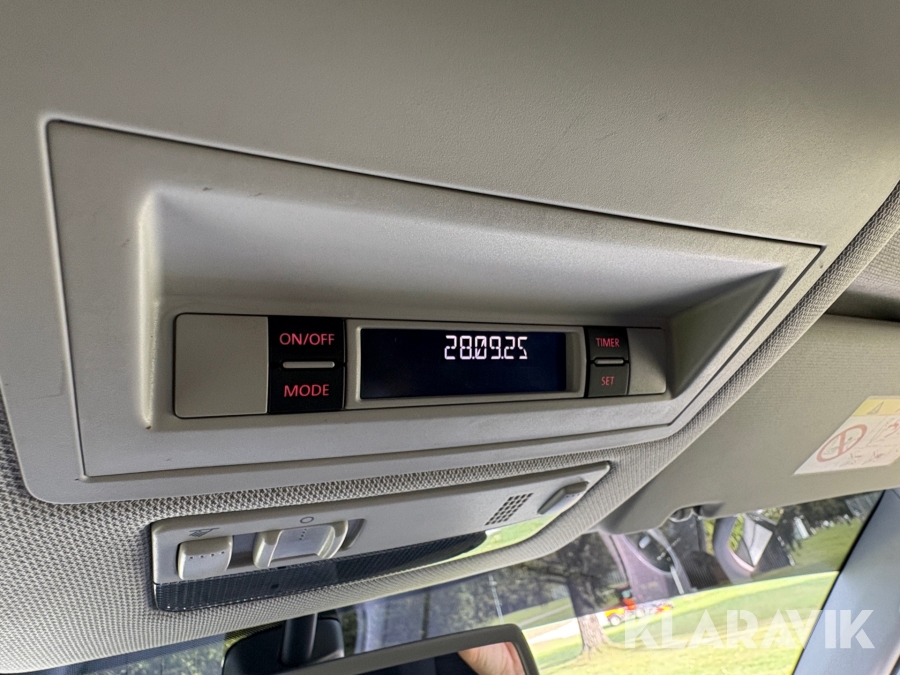 ON/OFF
MODE
28.09.25
TIMER
SET
KLARAVIK